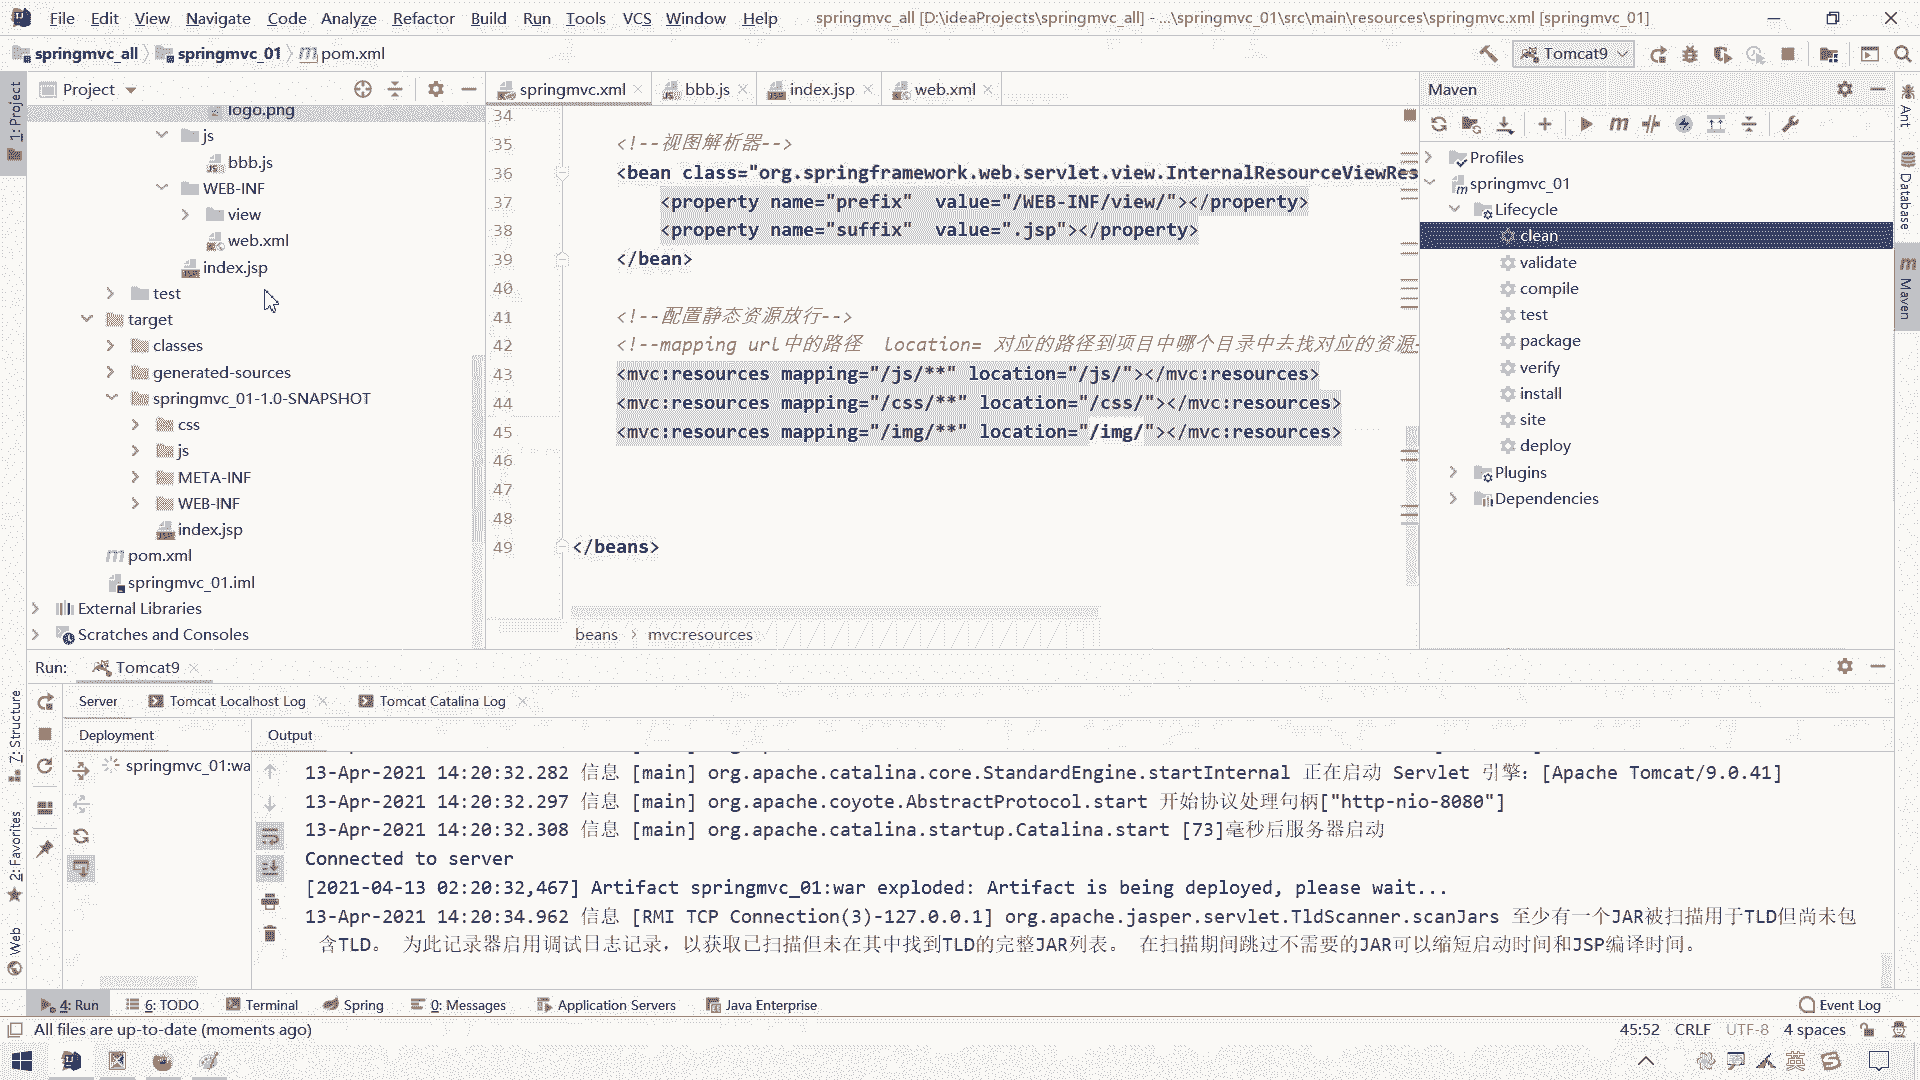 File Edit View Navigate Code Analyze Refactor Build Run Tools VCS Window Help springmvc_all [D:\ideaProjects\springmvc_all] - ...\springmvc_01\src\main\resources\springmvc.xml [springmvc_01]
springmvc_all springmvc_01 pom.xml Tomcat9
1: Project
Project
logo.png
js
bbb.js
WEB-INF
view
web.xml
index.jsp
test
target
classes
generated-sources
springmvc_01-1.0-SNAPSHOT
css
js
META-INF
WEB-INF
index.jsp
pom.xml
springmvc_01.iml
External Libraries
Scratches and Consoles
springmvc.xml bbb.js index.jsp web.xml
34
35 <!--视图解析器-->
36 <bean class="org.springframework.web.servlet.view.InternalResourceViewRes
37 <property name="prefix"  value="/WEB-INF/view/"></property>
38 <property name="suffix"  value=".jsp"></property>
39 </bean>
40
41 <!--配置静态资源放行-->
42 <!--mapping url中的路径  location= 对应的路径到项目中哪个目录中去找对应的资源-
43 <mvc:resources mapping="/js/**" location="/js/"></mvc:resources>
44 <mvc:resources mapping="/css/**" location="/css/"></mvc:resources>
45 <mvc:resources mapping="/img/**" location="/img/"></mvc:resources>
46
47
48
49 </beans>
beans › mvc:resources
Maven
Profiles
springmvc_01
Lifecycle
clean
validate
compile
test
package
verify
install
site
deploy
Plugins
Dependencies
Ant
Database
Maven
Run: Tomcat9
Server Tomcat Localhost Log Tomcat Catalina Log
Deployment Output
springmvc_01:wa
13-Apr-2021 14:20:32.282 信息 [main] org.apache.catalina.core.StandardEngine.startInternal 正在启动 Servlet 引擎：[Apache Tomcat/9.0.41]
13-Apr-2021 14:20:32.297 信息 [main] org.apache.coyote.AbstractProtocol.start 开始协议处理句柄["http-nio-8080"]
13-Apr-2021 14:20:32.308 信息 [main] org.apache.catalina.startup.Catalina.start [73]毫秒后服务器启动
Connected to server
[2021-04-13 02:20:32,467] Artifact springmvc_01:war exploded: Artifact is being deployed, please wait...
13-Apr-2021 14:20:34.962 信息 [RMI TCP Connection(3)-127.0.0.1] org.apache.jasper.servlet.TldScanner.scanJars 至少有一个JAR被扫描用于TLD但尚未包
含TLD。 为此记录器启用调试日志记录，以获取已扫描但未在其中找到TLD的完整JAR列表。 在扫描期间跳过不需要的JAR可以缩短启动时间和JSP编译时间。
7: Structure
2: Favorites
Web
4: Run 6: TODO Terminal Spring 0: Messages Application Servers Java Enterprise Event Log
All files are up-to-date (moments ago) 45:52 CRLF UTF-8 4 spaces
英